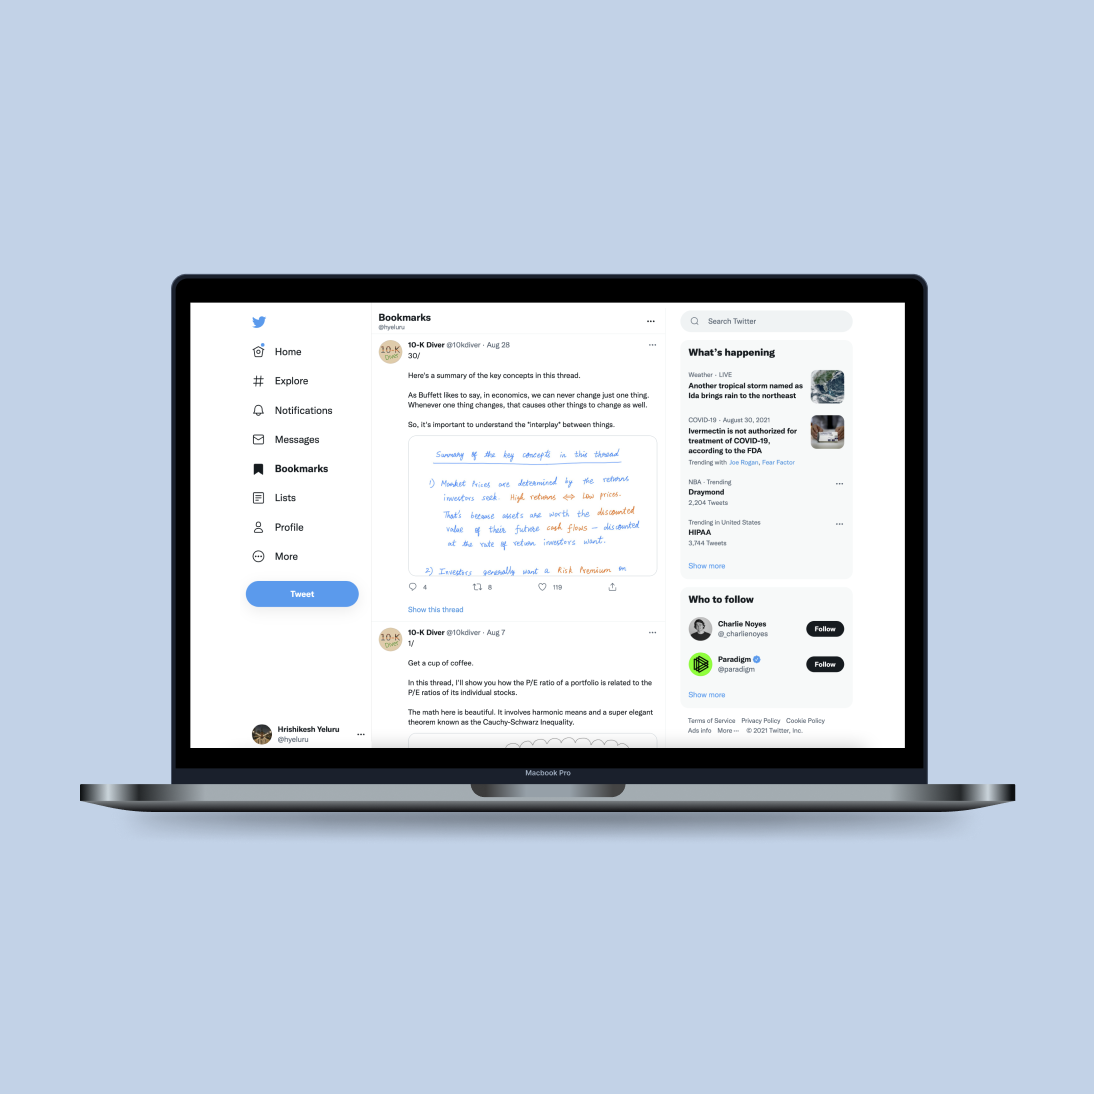 Home
Explore
Notifications
Messages
Bookmarks
Lists
Profile
More
Tweet
Hrishikesh Yeluru
@hyeluru
Bookmarks
@hyeluru
10-K Diver @10kdiver · Aug 28
30/
Here's a summary of the key concepts in this thread.
As Buffett likes to say, in economics, we can never change just one thing.
Whenever one thing changes, that causes other things to change as well.
So, it's important to understand the "interplay" between things.
Summary of the key concepts in this thread
1) Market Prices are determined by the returns
investors seek. High returns ⇔ Low prices.
That's because assets are worth the discounted
value of their future cash flows — discounted
at the rate of return investors want.
2) Investors generally want a Risk Premium on
4 8 119
Show this thread
10-K Diver @10kdiver · Aug 7
1/
Get a cup of coffee.
In this thread, I'll show you how the P/E ratio of a portfolio is related to the
P/E ratios of its individual stocks.
The math here is beautiful. It involves harmonic means and a super elegant
theorem known as the Cauchy-Schwarz Inequality.
10-K
Diver
10-K
Diver
Search Twitter
What's happening
Weather · LIVE
Another tropical storm named as
Ida brings rain to the northeast
COVID-19 · August 30, 2021
Ivermectin is not authorized for
treatment of COVID-19,
according to the FDA
Trending with Joe Rogan, Fear Factor
NBA · Trending
Draymond
2,204 Tweets
Trending in United States
HIPAA
3,744 Tweets
Show more
Who to follow
Charlie Noyes
@_charlienoyes
Follow
Paradigm
@paradigm
Follow
Show more
Terms of Service Privacy Policy Cookie Policy
Ads info More ··· © 2021 Twitter, Inc.
Macbook Pro